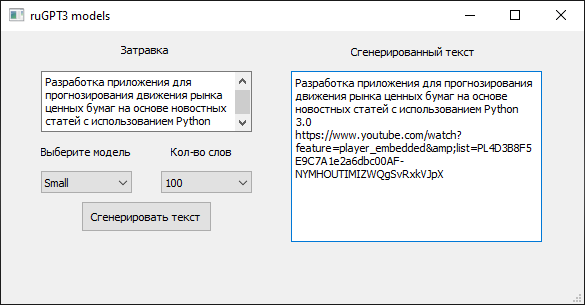 ruGPT3 models
Затравка
Разработка приложения для
прогнозирования движения рынка
ценных бумаг на основе новостных
статей с использованием Python
Выберите модель
Кол-во слов
Small
100
Сгенерировать текст
Сгенерированный текст
Разработка приложения для прогнозирования
движения рынка ценных бумаг на основе
новостных статей с использованием Python
3.0
https://www.youtube.com/watch?
feature=player_embedded&amp;list=PL4D3B8F5
E9C7A1e2a6dbc00AF-
NYMHOUTIMIZWQgSvRxkVJpX